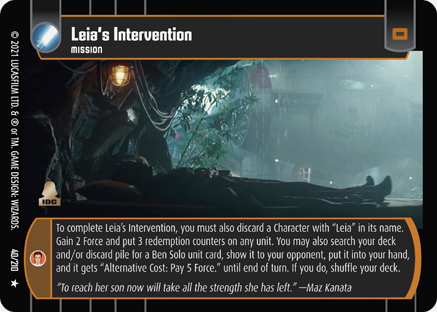 Leia's Intervention
MISSION
© 2021 LUCASFILM LTD. & ® or TM. GAME DESIGN: WIZARDS.
40/210
IDC
To complete Leia's Intervention, you must also discard a Character with "Leia" in its name.
Gain 2 Force and put 3 redemption counters on any unit. You may also search your deck
and/or discard pile for a Ben Solo unit card, show it to your opponent, put it into your hand,
and it gets "Alternative Cost: Pay 5 Force." until end of turn. If you do, shuffle your deck.
"To reach her son now will take all the strength she has left." —Maz Kanata